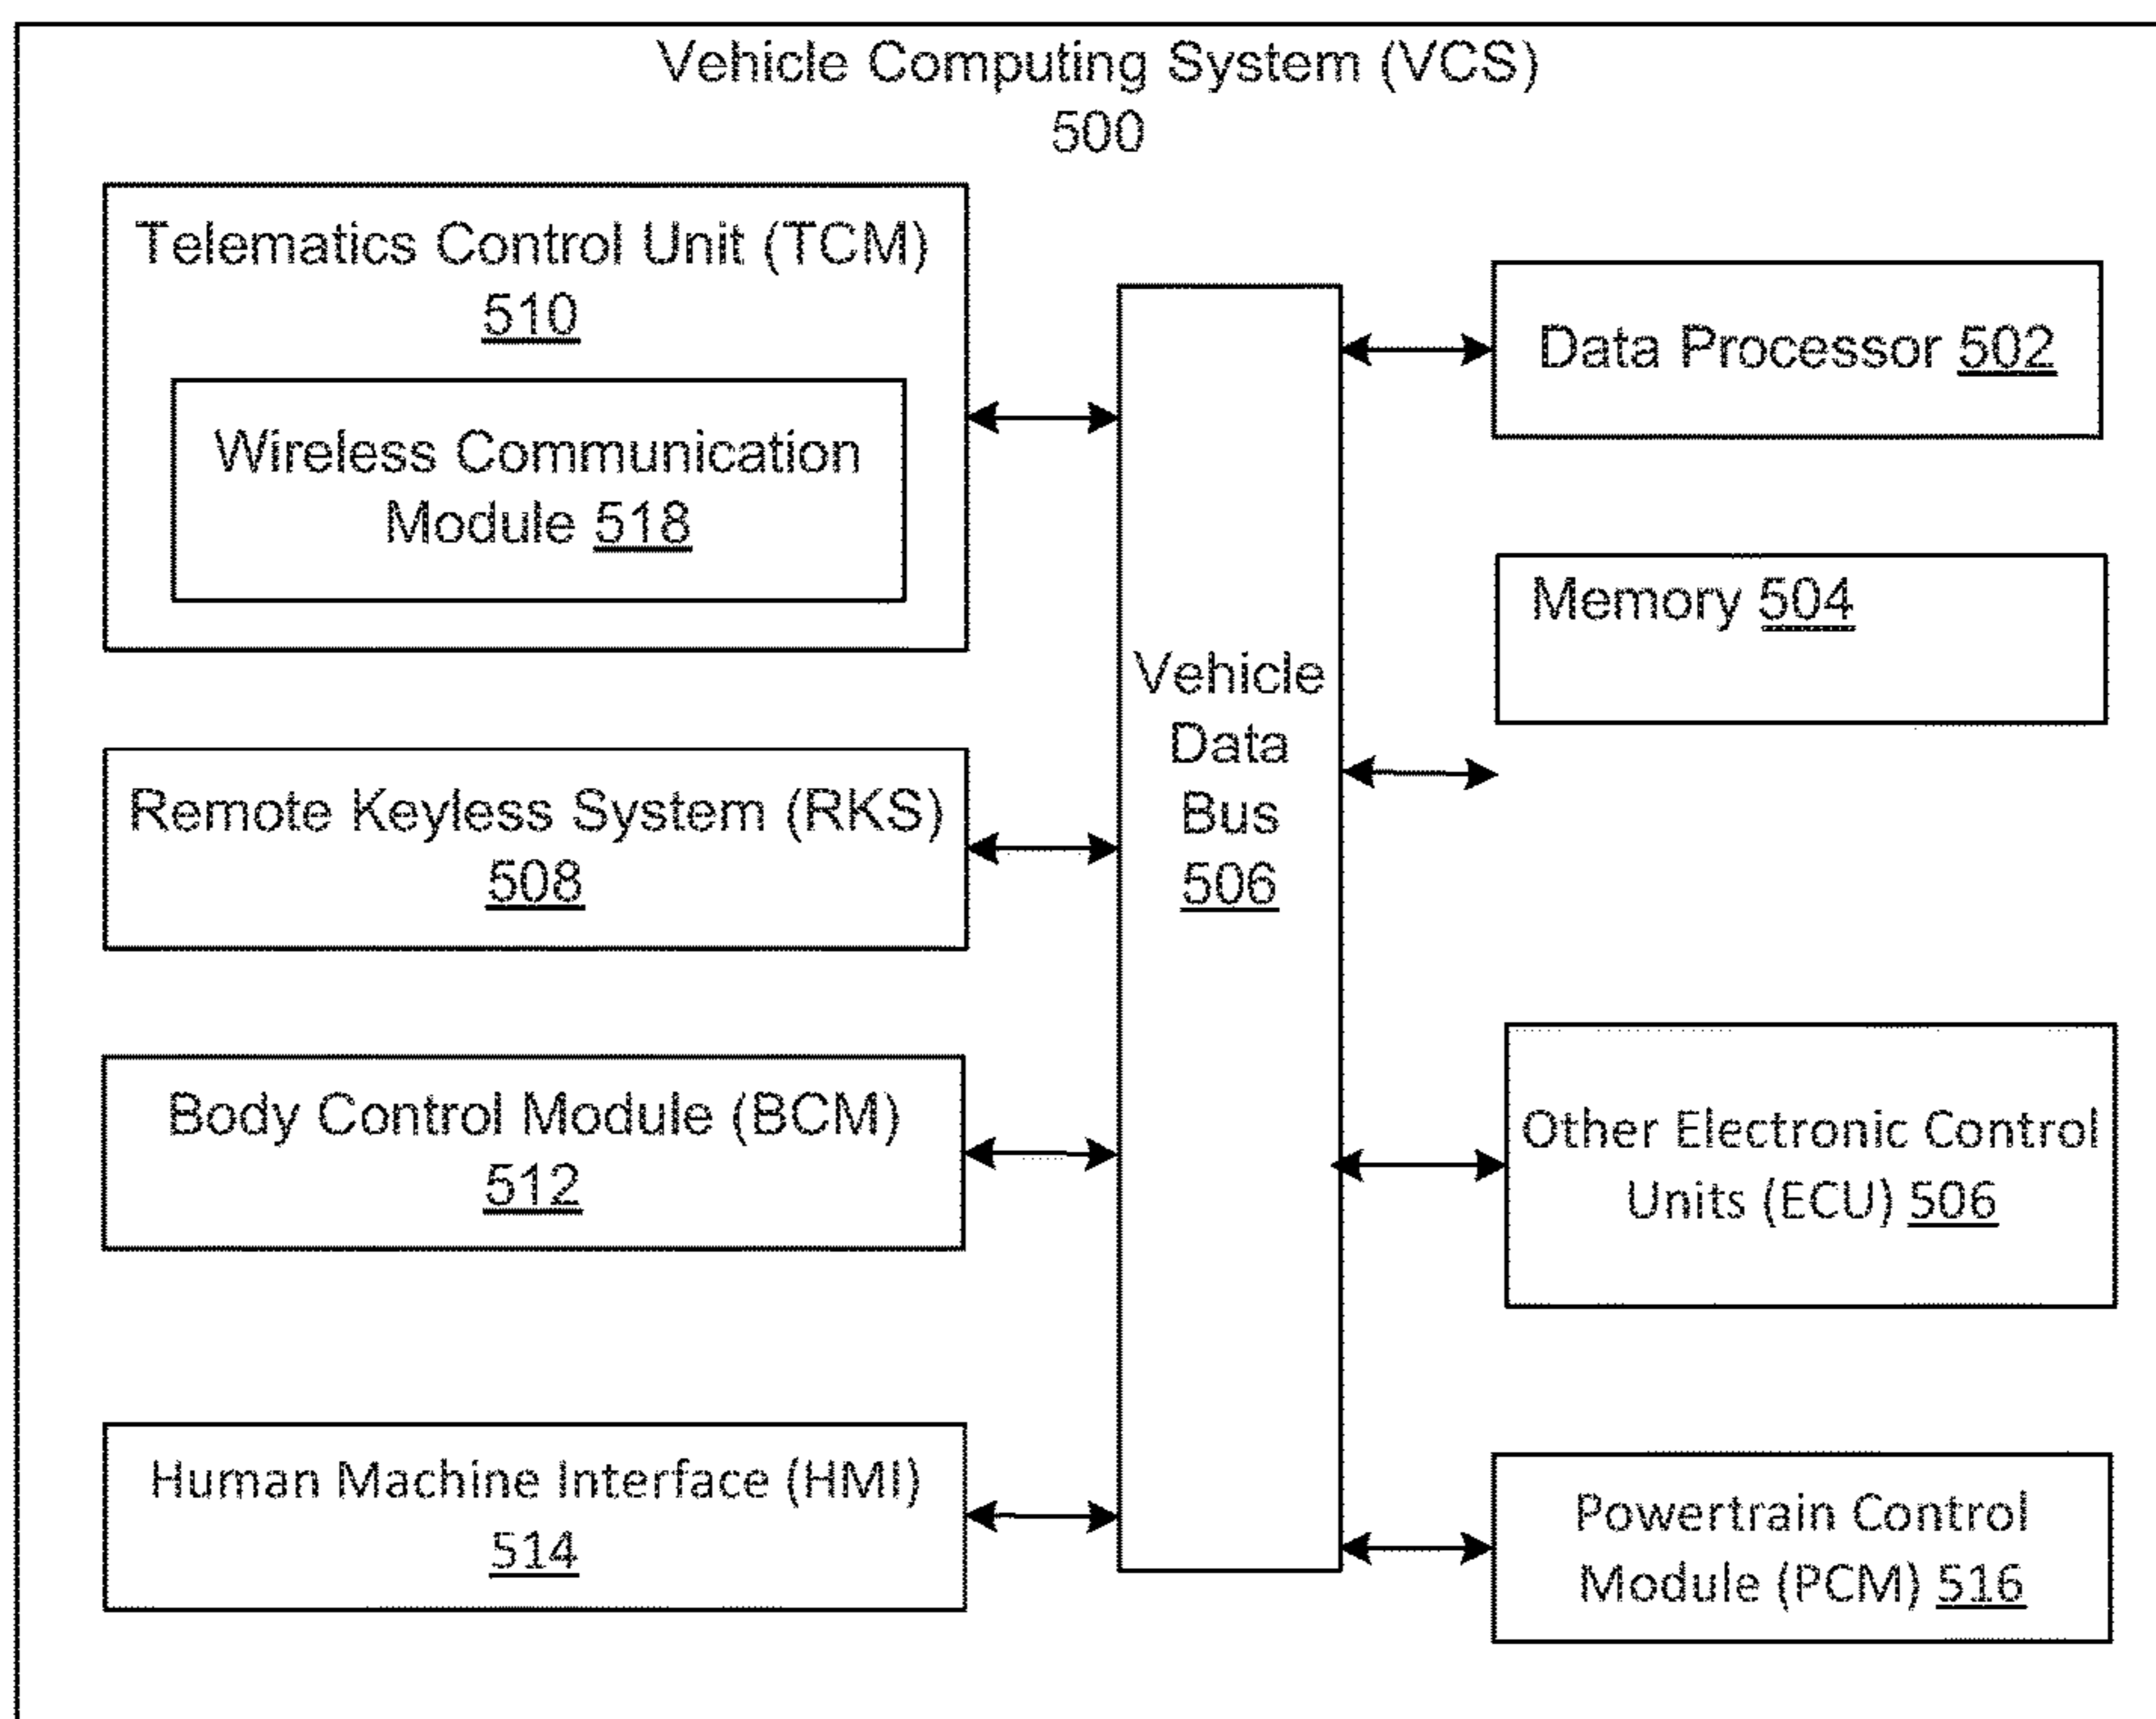 Vehicle Computing System (VCS)
500
Telematics Control Unit (TCM)
510
Wireless Communication
Module 518
Remote Keyless System (RKS)
508
Body Control Module (BCM)
512
Human Machine Interface (HMI)
514
Vehicle
Data
Bus
506
Data Processor 502
Memory 504
Other Electronic Control
Units (ECU) 506
Powertrain Control
Module (PCM) 516